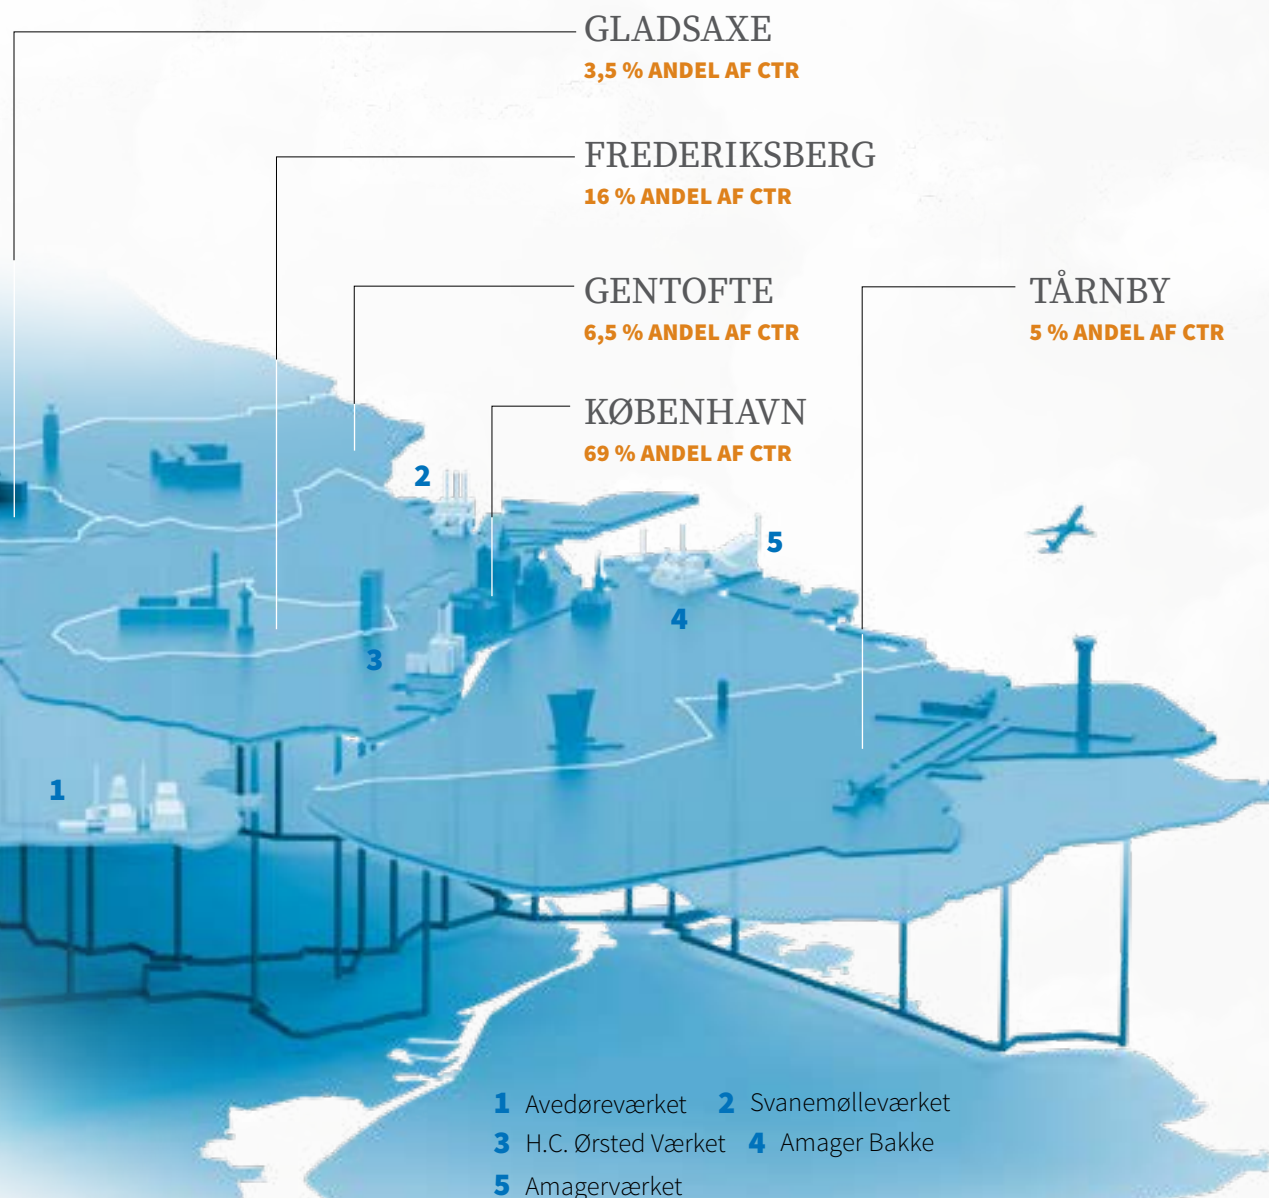 GLADSAXE
3,5 % ANDEL AF CTR
FREDERIKSBERG
16 % ANDEL AF CTR
GENTOFTE
6,5 % ANDEL AF CTR
TÅRNBY
5 % ANDEL AF CTR
KØBENHAVN
69 % ANDEL AF CTR
2
5
4
3
1
1 Avedøreværket 2 Svanemølleværket
3 H.C. Ørsted Værket 4 Amager Bakke
5 Amagerværket